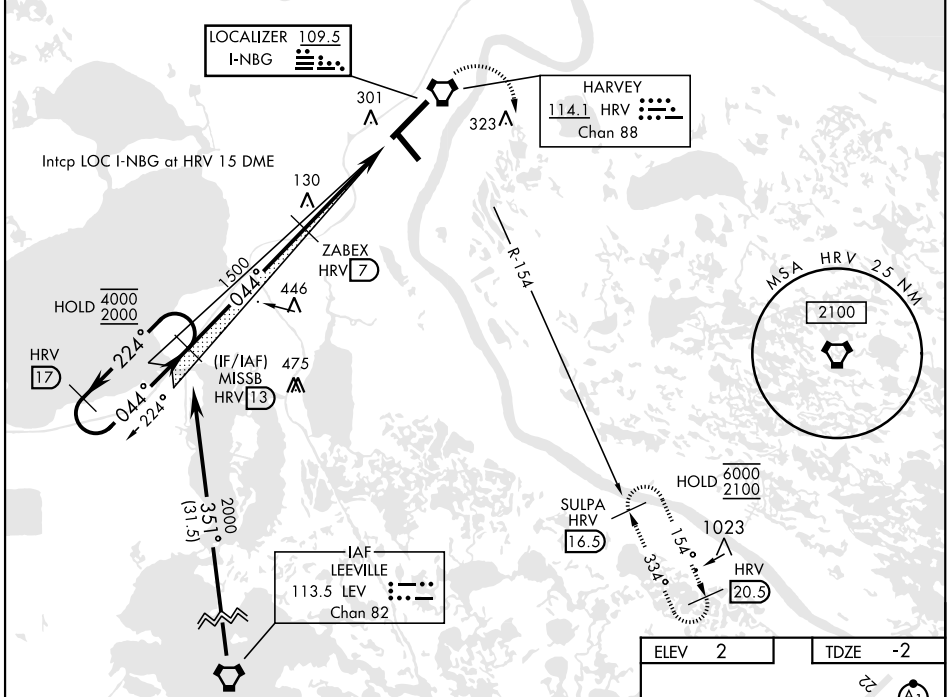 LOCALIZER 109.5
I-NBG
301
HARVEY
114.1 HRV
Chan 88
323
Intcp LOC I-NBG at HRV 15 DME
130
ZABEX
HRV 7
R-154
1500
044°
446
MSA HRV 25 NM
2100
HOLD 4000
2000
224°
HRV
17
(IF/IAF)
MISSB
HRV 13
475
044°
224°
HOLD 6000
2100
SULPA
HRV
16.5
154°
1023
334°
HRV
20.5
2000
351°
(31.5)
IAF
LEEVILLE
113.5 LEV
Chan 82
ELEV 2
TDZE -2
22
A1